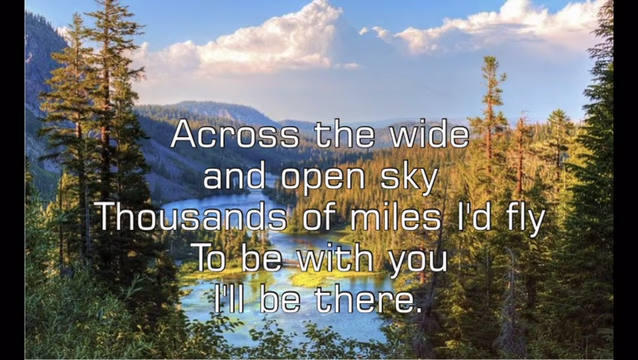 Across the wide
and open sky
Thousands of miles I'd fly
To be with you
I'll be there.